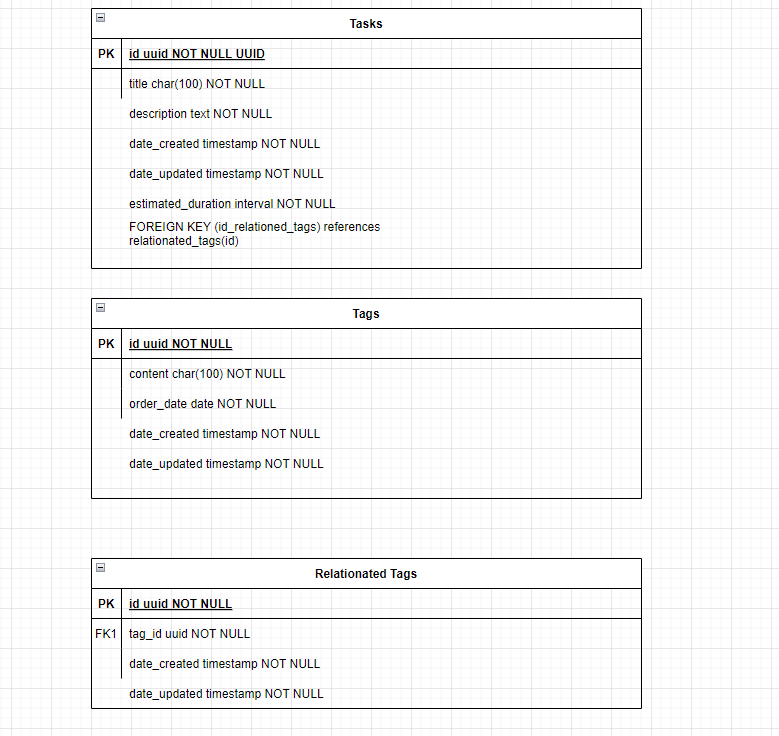 Tasks
PK id uuid NOT NULL UUID
title char(100) NOT NULL
description text NOT NULL
date_created timestamp NOT NULL
date_updated timestamp NOT NULL
estimated_duration interval NOT NULL
FOREIGN KEY (id_relationed_tags) references
relationated_tags(id)
Tags
PK id uuid NOT NULL
content char(100) NOT NULL
order_date date NOT NULL
date_created timestamp NOT NULL
date_updated timestamp NOT NULL
Relationated Tags
PK id uuid NOT NULL
FK1 tag_id uuid NOT NULL
date_created timestamp NOT NULL
date_updated timestamp NOT NULL